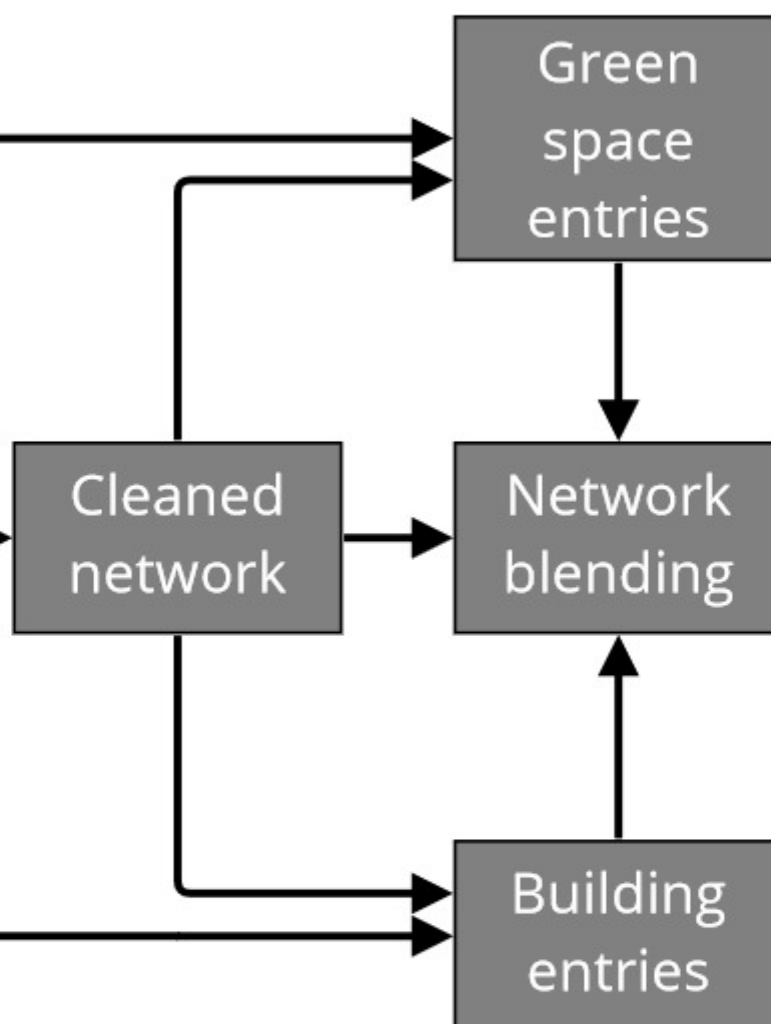 Green
space
entries
Cleaned
network
Network
blending
Building
entries